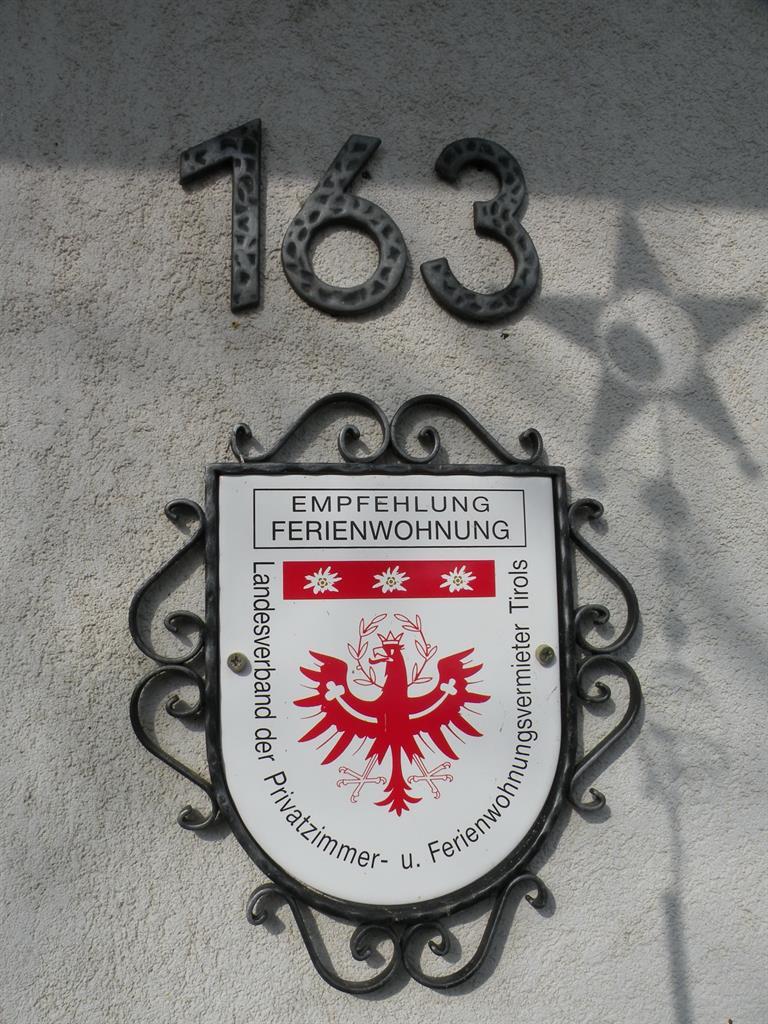 163
EMPFEHLUNG
FERIENWOHNUNG
Landesverband der Privatzimmer- u. Ferienwohnungsvermieter Tirols